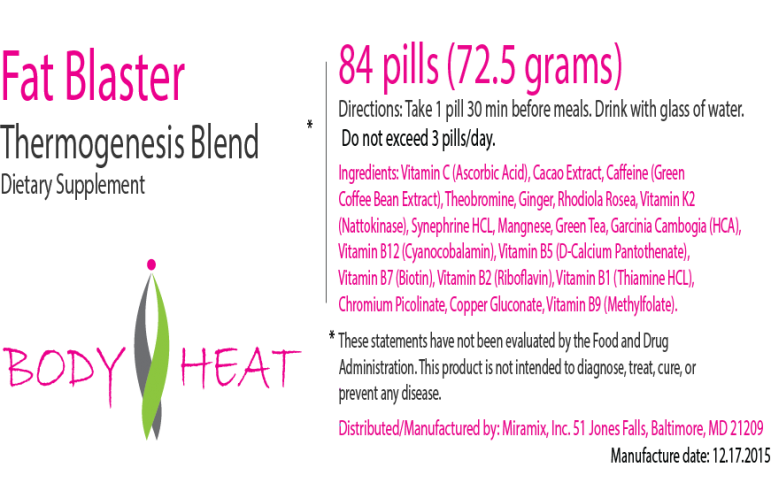 Fat Blaster
Thermogenesis Blend *
Dietary Supplement
BODY HEAT
84 pills (72.5 grams)
Directions: Take 1 pill 30 min before meals. Drink with glass of water.
Do not exceed 3 pills/day.
Ingredients: Vitamin C (Ascorbic Acid), Cacao Extract, Caffeine (Green
Coffee Bean Extract), Theobromine, Ginger, Rhodiola Rosea, Vitamin K2
(Nattokinase), Synephrine HCL, Mangnese, Green Tea, Garcinia Cambogia (HCA),
Vitamin B12 (Cyanocobalamin), Vitamin B5 (D-Calcium Pantothenate),
Vitamin B7 (Biotin), Vitamin B2 (Riboflavin), Vitamin B1 (Thiamine HCL),
Chromium Picolinate, Copper Gluconate, Vitamin B9 (Methylfolate).
* These statements have not been evaluated by the Food and Drug
Administration. This product is not intended to diagnose, treat, cure, or
prevent any disease.
Distributed/Manufactured by: Miramix, Inc. 51 Jones Falls, Baltimore, MD 21209
Manufacture date: 12.17.2015